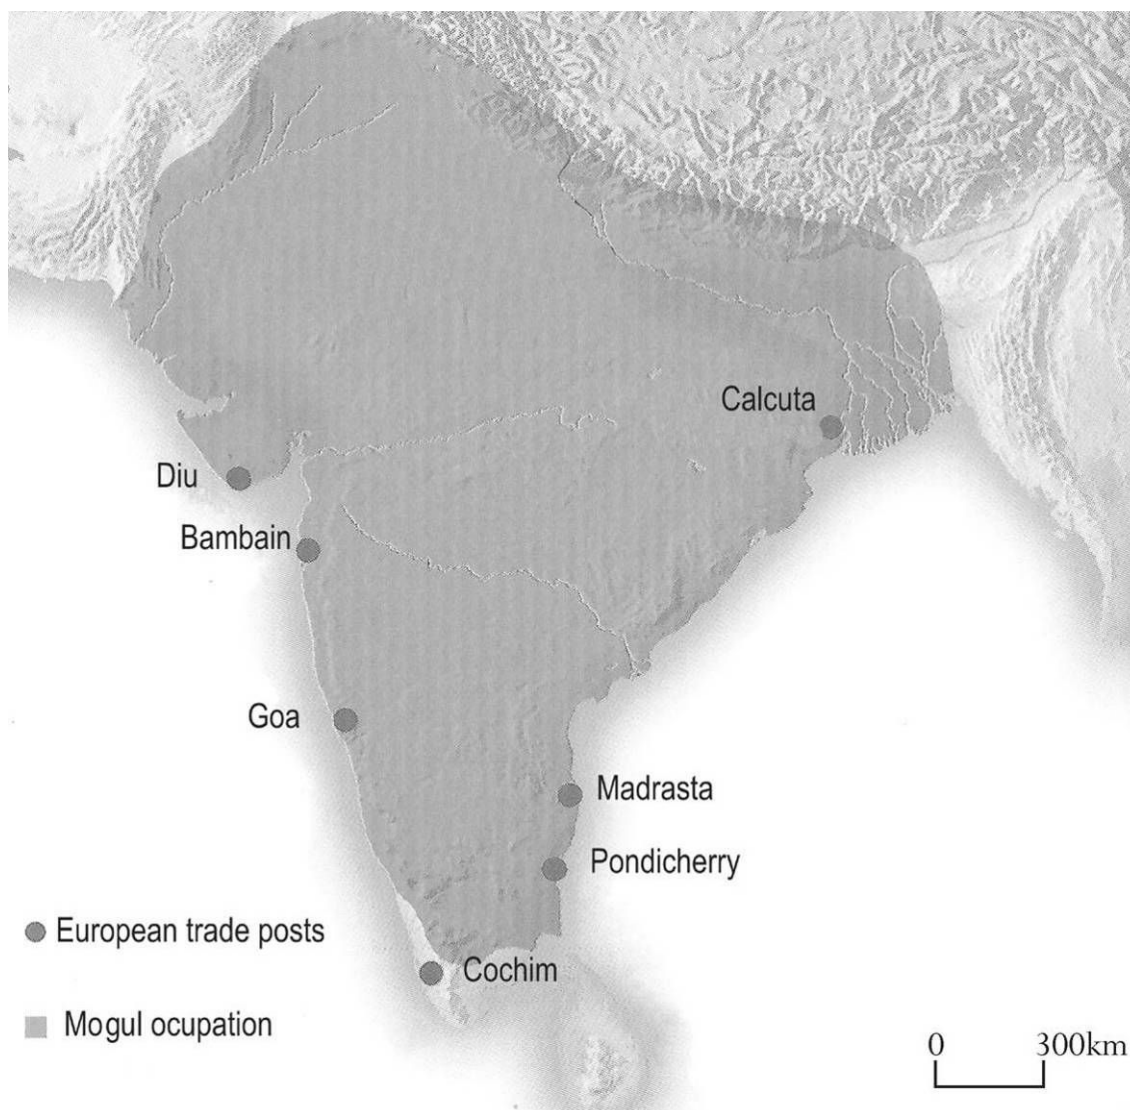 Calcuta
Diu
Bambain
Goa
Madrasta
Pondicherry
European trade posts
Cochim
Mogul ocupation
0 300km